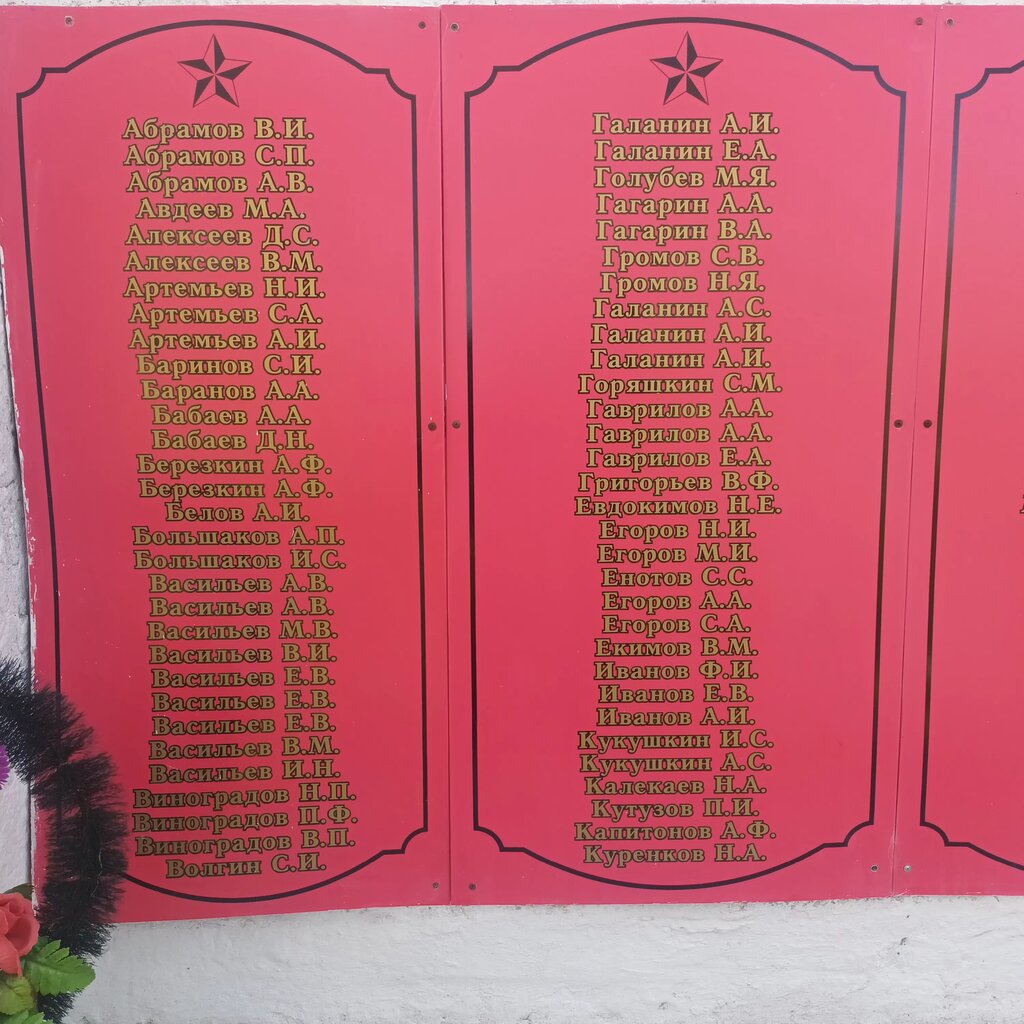 Абрамов В.И.
Абрамов С.П.
Абрамов А.В.
Авдеев М.А.
Алексеев Д.С.
Алексеев В.М.
Артемьев Н.И.
Артемьев С.А.
Артемьев А.И.
Баринов С.И.
Баранов А.А.
Бабаев А.А.
Бабаев Д.Н.
Березкин А.Ф.
Березкин А.Ф.
Белов А.И.
Большаков А.П.
Большаков И.С.
Васильев А.В.
Васильев А.В.
Васильев М.В.
Васильев В.И.
Васильев Е.В.
Васильев Е.В.
Васильев Е.В.
Васильев В.М.
Васильев И.Н.
Виноградов Н.П.
Виноградов П.Ф.
Виноградов В.П.
Волгин С.И.
Галанин А.И.
Галанин Е.А.
Голубев М.Я.
Гагарин А.А.
Гагарин В.А.
Громов С.В.
Громов Н.Я.
Галанин А.С.
Галанин А.И.
Галанин А.И.
Горяшкин С.М.
Гаврилов А.А.
Гаврилов А.А.
Гаврилов Е.А.
Григорьев В.Ф.
Евдокимов Н.Е.
Егоров Н.И.
Егоров М.И.
Енотов С.С.
Егоров А.А.
Егоров С.А.
Екимов В.М.
Иванов Ф.И.
Иванов Е.В.
Иванов А.И.
Кукушкин И.С.
Кукушкин А.С.
Калекаев Н.А.
Кутузов П.И.
Капитонов А.Ф.
Куренков Н.А.